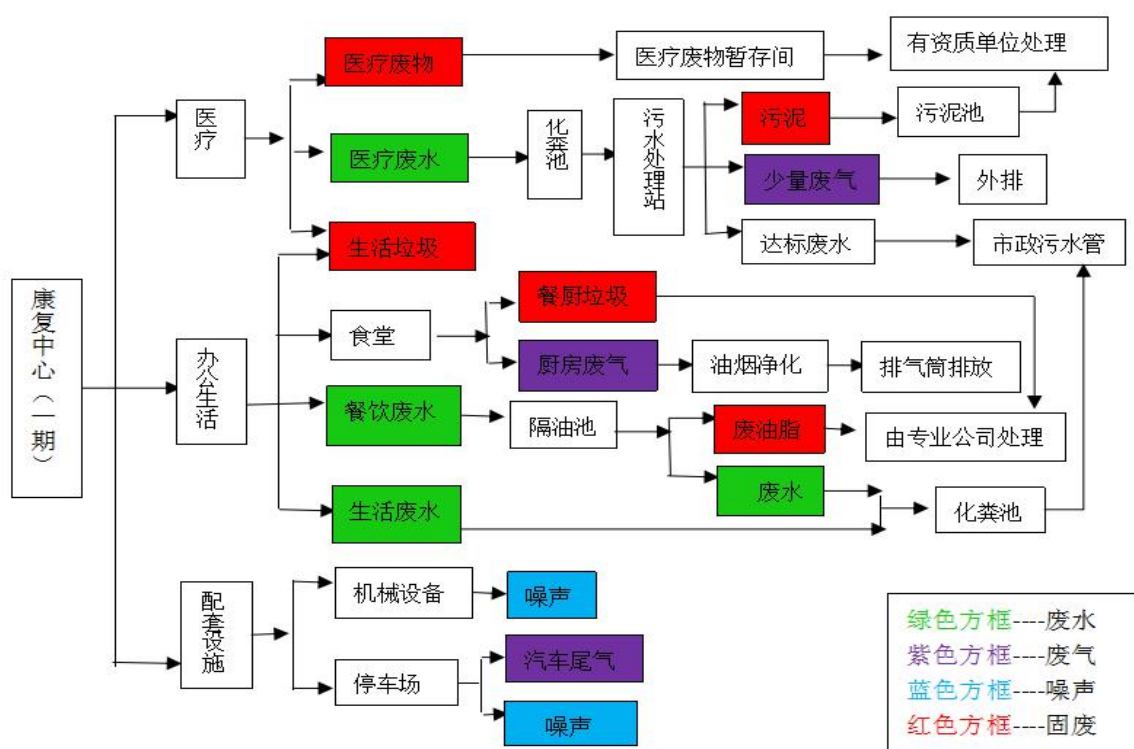 医疗废物
医疗废物暂存间
有资质单位处理
医疗
医疗废水
化粪池
污水处理站
污泥
污泥池
少量废气
外排
生活垃圾
达标废水
市政污水管
康复中心（一期）
办公生活
食堂
餐厨垃圾
厨房废气
油烟净化
排气筒排放
餐饮废水
隔油池
废油脂
由专业公司处理
废水
生活废水
化粪池
配套设施
机械设备
噪声
停车场
汽车尾气
噪声
绿色方框----废水
紫色方框----废气
蓝色方框----噪声
红色方框----固废